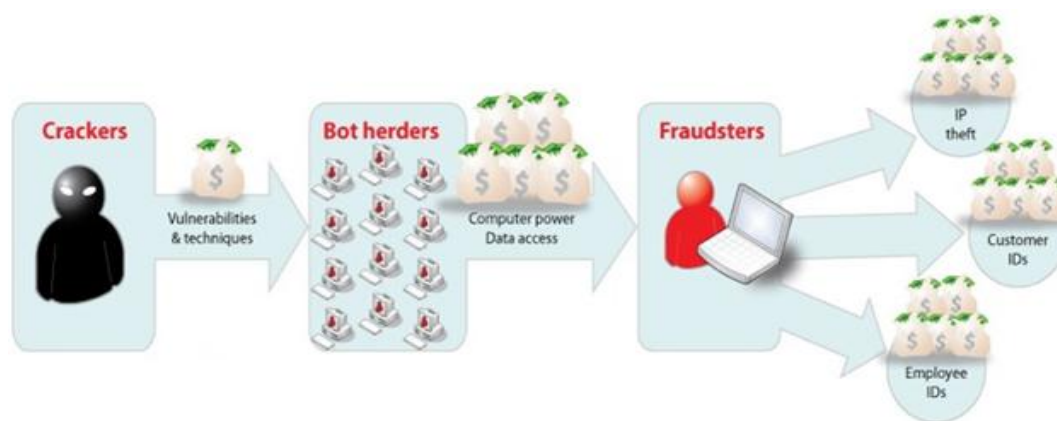 Crackers
$
Vulnerabilities
& techniques
Bot herders
$ $
$ $ $
Computer power
Data access
Fraudsters
$ $
$ $ $
IP
theft
$ $
$ $ $
Customer
IDs
$ $
$ $ $
Employee
IDs